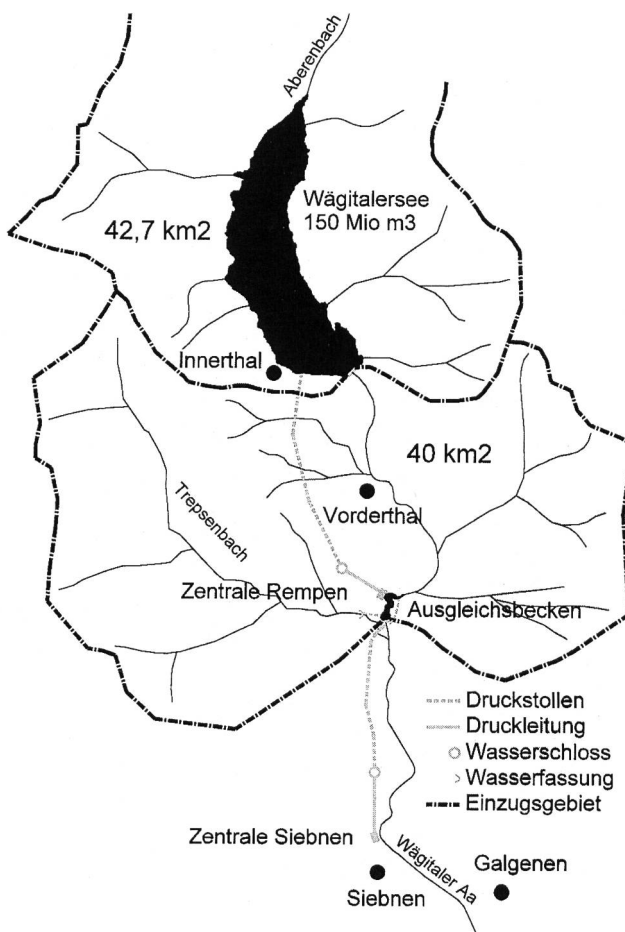 Aberenbach
Wägitalersee
150 Mio m3
42,7 km2
Innerthal
40 km2
Vorderthal
Trepsenbach
Zentrale Rempen
Ausgleichsbecken
Druckstollen
Druckleitung
Wasserschloss
Wasserfassung
Einzugsgebiet
Zentrale Siebnen
Wägitaler Aa
Galgenen
Siebnen